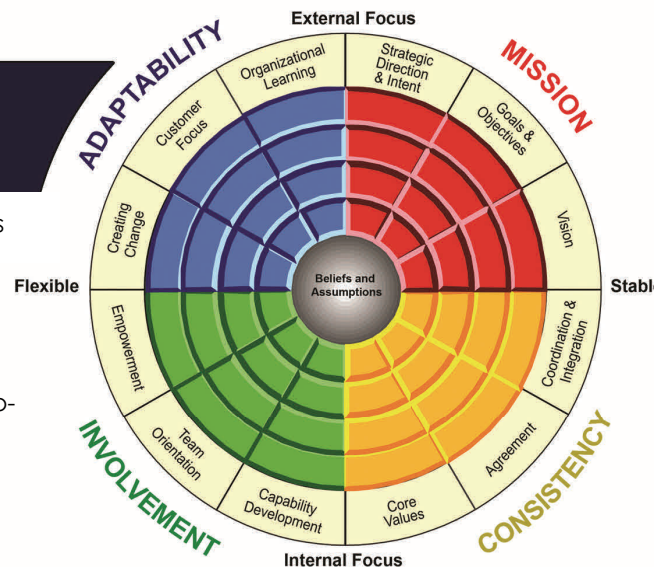 External Focus
ADAPTABILITY
MISSION
Organizational
Learning
Strategic
Direction
& Intent
Customer
Focus
Goals &
Objectives
Creating
Change
Vision
s
Flexible
Beliefs and
Assumptions
Stable
Empowerment
Coordination &
Integration
o-
Team
Orientation
Agreement
Capability
Development
Core
Values
INVOLVEMENT
CONSISTENCY
Internal Focus